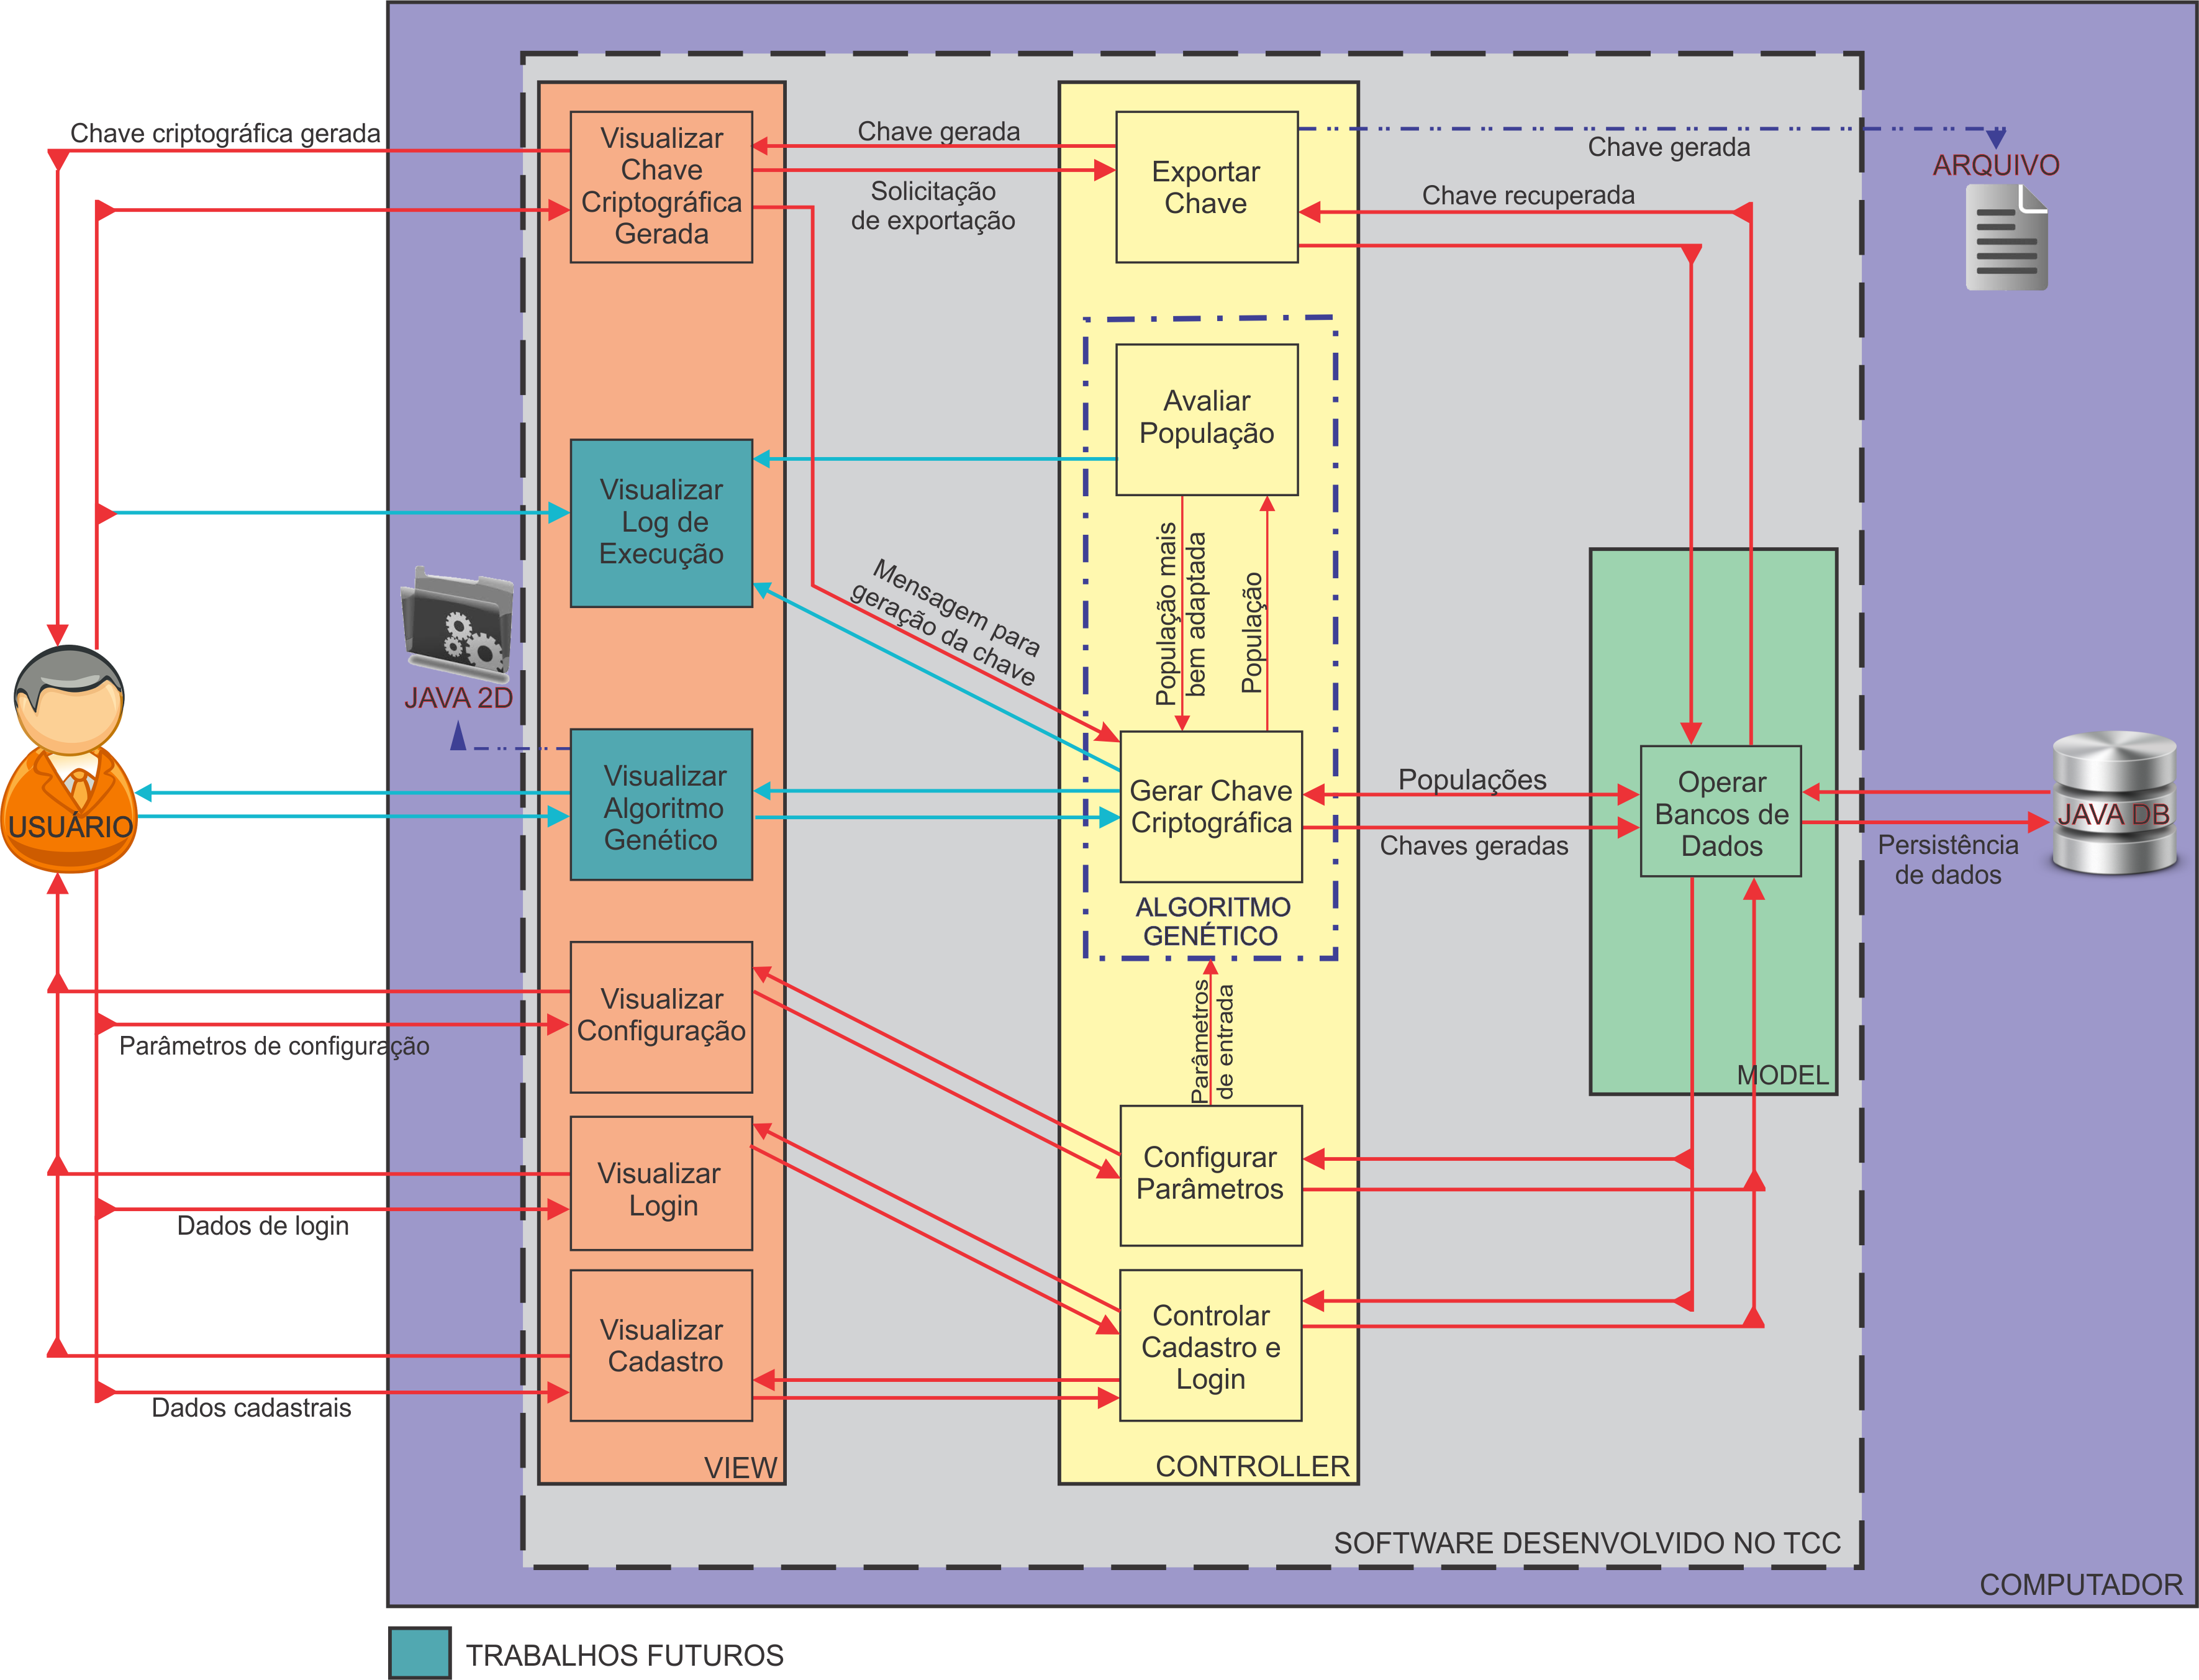 Chave criptográfica gerada
Visualizar
Chave
Criptográfica
Gerada
Chave gerada
Solicitação
de exportação
Exportar
Chave
Chave gerada
ARQUIVO
Chave recuperada
Avaliar
População
Visualizar
Log de
Execução
Mensagem para
geração da chave
População mais
bem adaptada
População
JAVA 2D
USUÁRIO
Visualizar
Algoritmo
Genético
Gerar Chave
Criptográfica
Populações
Chaves geradas
Operar
Bancos de
Dados
JAVA DB
Persistência
de dados
ALGORITMO
GENÉTICO
Visualizar
Configuração
Parâmetros de configuração
Parâmetros
de entrada
MODEL
Visualizar
Login
Dados de login
Configurar
Parâmetros
Visualizar
Cadastro
Dados cadastrais
Controlar
Cadastro e
Login
VIEW
CONTROLLER
SOFTWARE DESENVOLVIDO NO TCC
COMPUTADOR
TRABALHOS FUTUROS